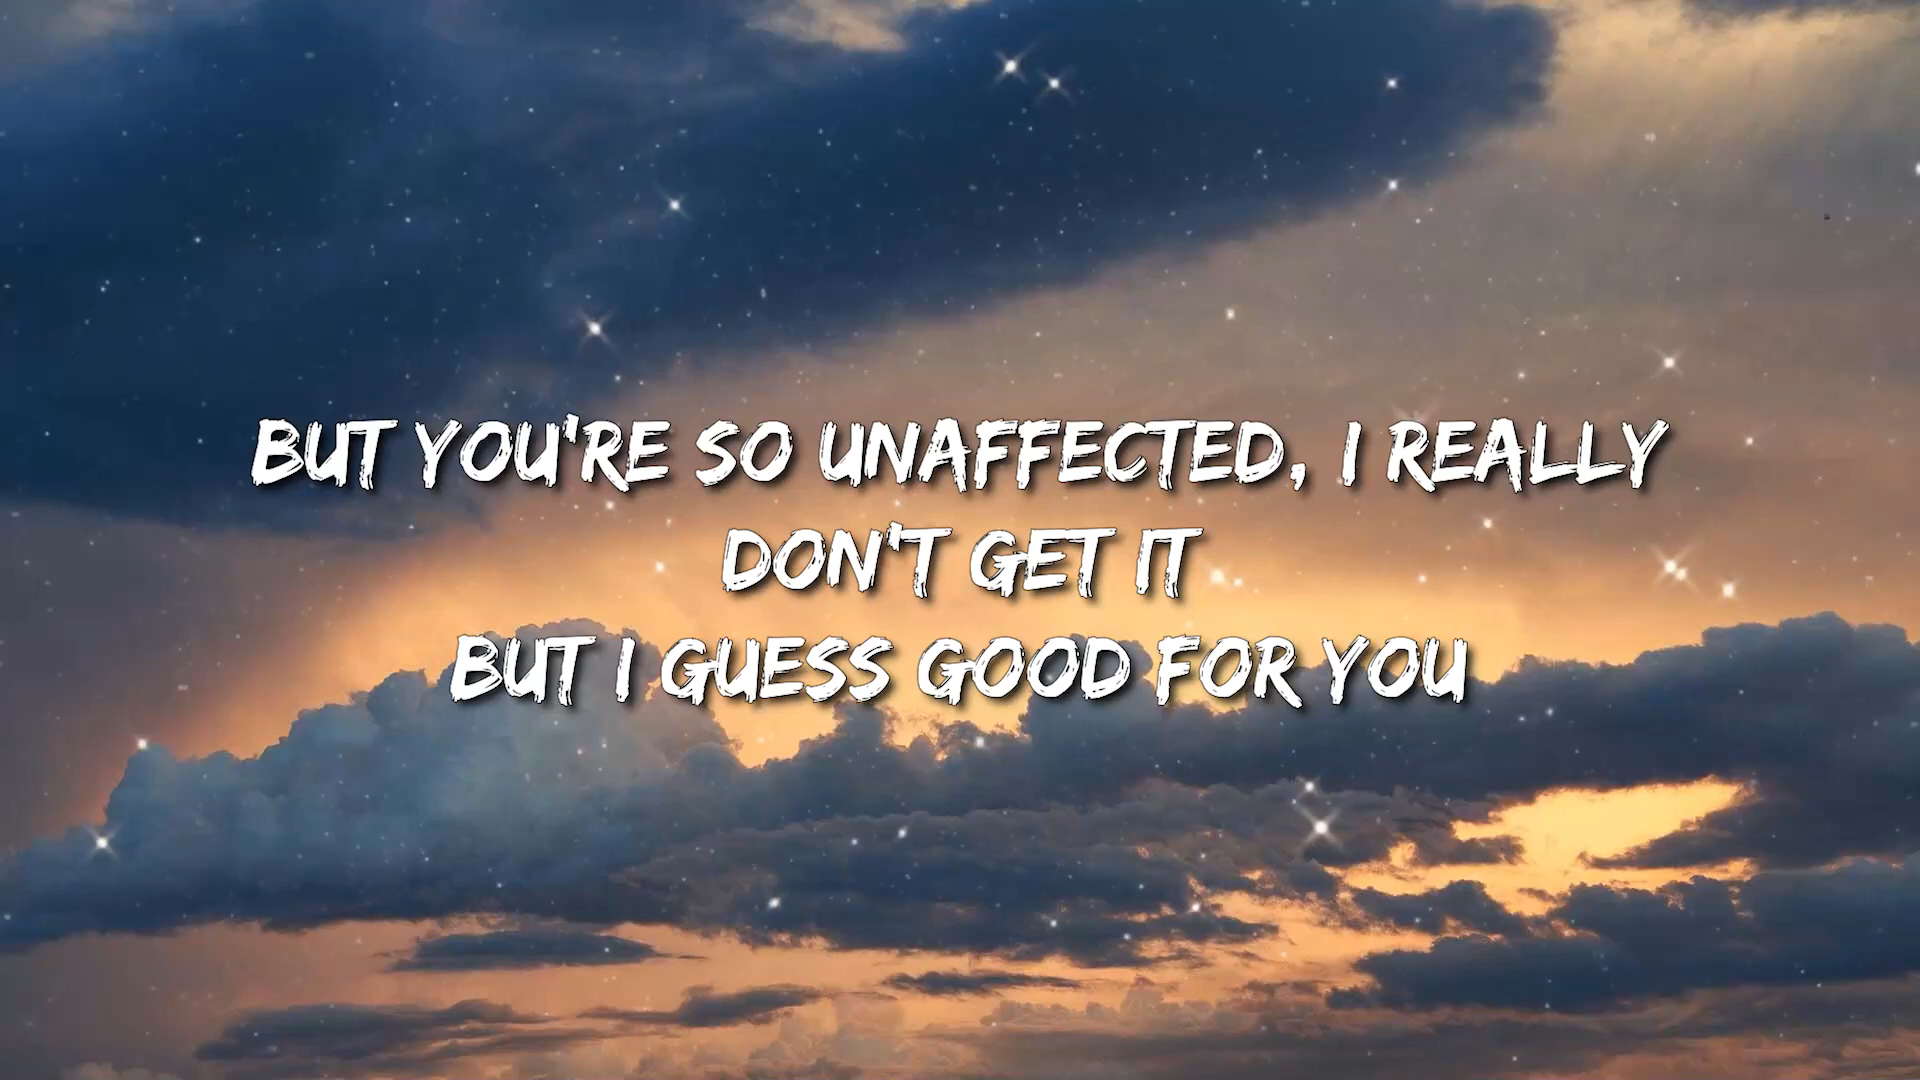 BUT YOU'RE SO UNAFFECTED, I REALLY
DON'T GET IT
BUT I GUESS GOOD FOR YOU